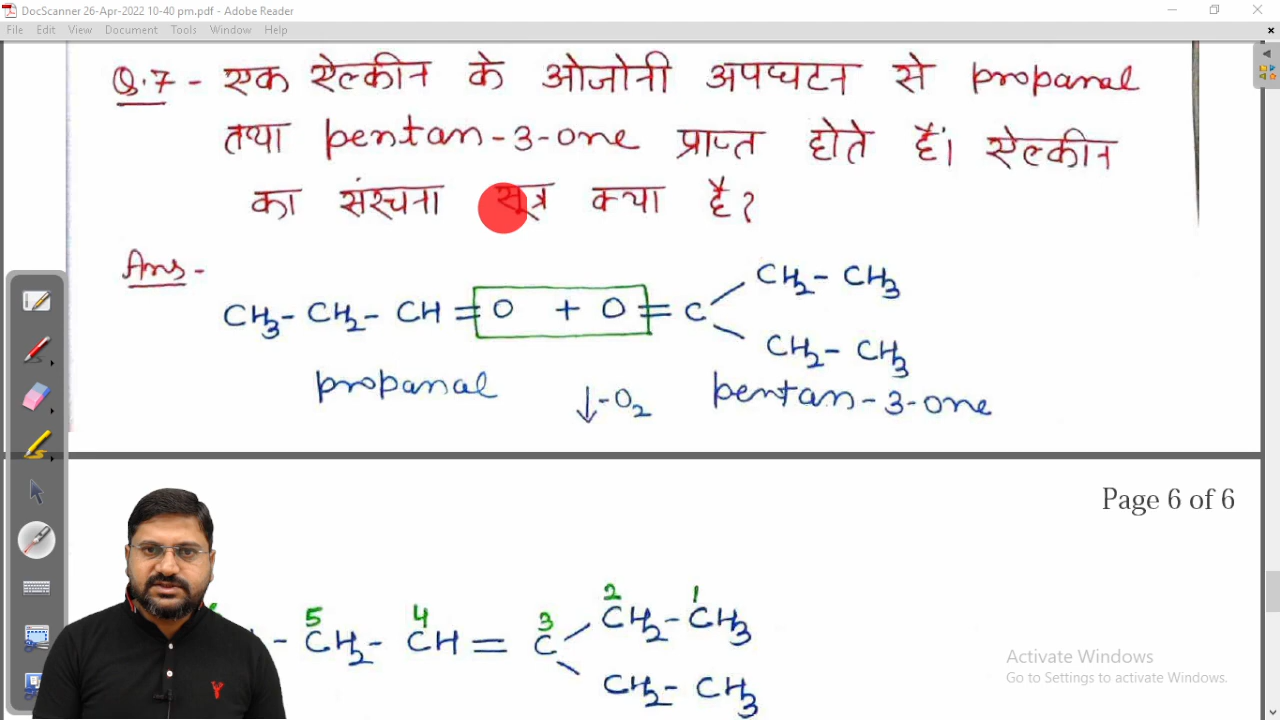 DocScanner 26-Apr-2022 10-40 pm.pdf - Adobe Reader
File Edit View Document Tools Window Help
Q.7 - एक ऐल्कीन के ओजोनी अपघटन से propanal
तथा pentan-3-one प्राप्त होते हैं। ऐल्कीन
का संरचना सूत्र क्या है?
Ans -
CH2 - CH3
CH3 - CH2 - CH = O + O = C
CH2 - CH3
propanal
↓-O2
pentan-3-one
Page 6 of 6
2 1
CH2 - CH3
5 4 3
- CH2 - CH = C
CH2 - CH3
Activate Windows
Go to Settings to activate Windows.